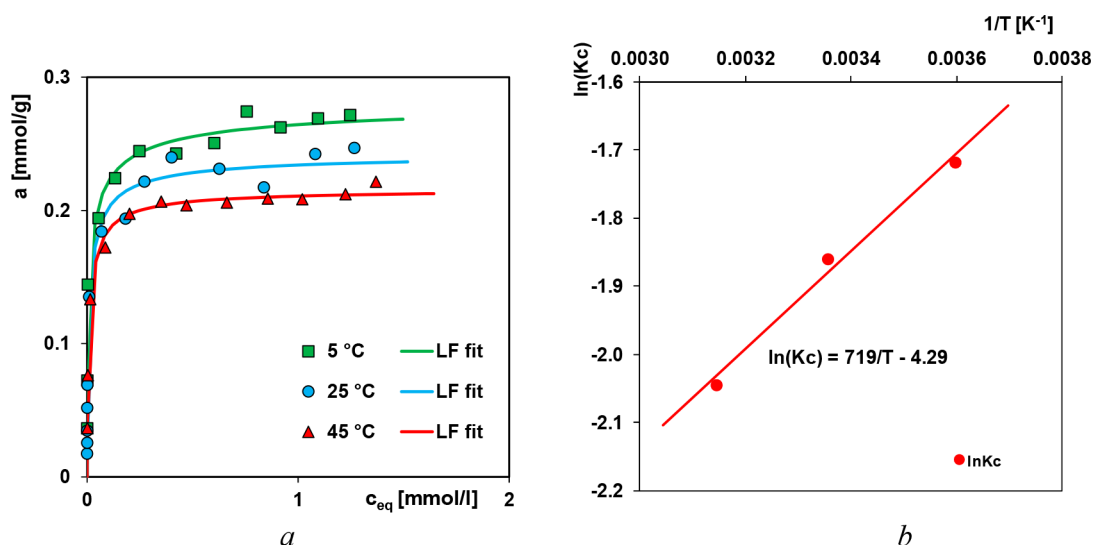 a [mmol/g]
0.3
0.2
0.1
0
0
1
2
c_eq [mmol/l]
5 °C LF fit
25 °C LF fit
45 °C LF fit
a
1/T [K⁻¹]
0.0030 0.0032 0.0034 0.0036 0.0038
ln(Kc)
-1.6
-1.7
-1.8
-1.9
-2.0
-2.1
-2.2
ln(Kc) = 719/T - 4.29
lnKc
b